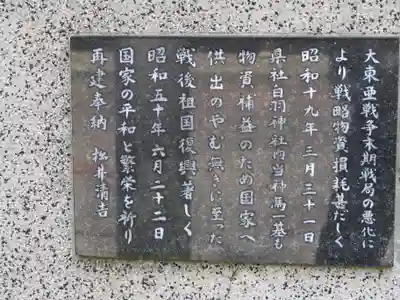 大東亜戦争末期戦局の悪化に
より戦略物資損耗甚だしく
昭和十九年三月三十一日
県社白羽神社内当神馬一基も
物資補益のため国家へ
供出のやむ無きに至った
戦後祖国復興著しく
昭和五十年六月二十二日
国家の平和と繁栄を祈り
再建奉納 松井清吉